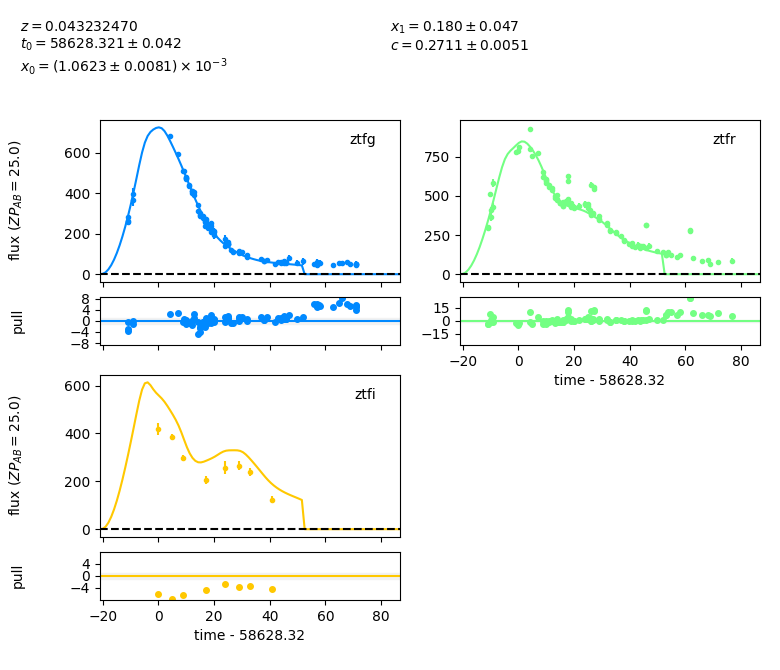 z = 0.043232470
t₀ = 58628.321 ± 0.042
x₀ = (1.0623 ± 0.0081) × 10⁻³
x₁ = 0.180 ± 0.047
c = 0.2711 ± 0.0051
ztfg
flux (ZP_AB = 25.0)
600
400
200
0
pull
8
4
0
−4
−8
ztfr
750
500
250
0
15
0
−15
−20 0 20 40 60 80
time - 58628.32
ztfi
flux (ZP_AB = 25.0)
600
400
200
0
pull
4
0
−4
−20 0 20 40 60 80
time - 58628.32